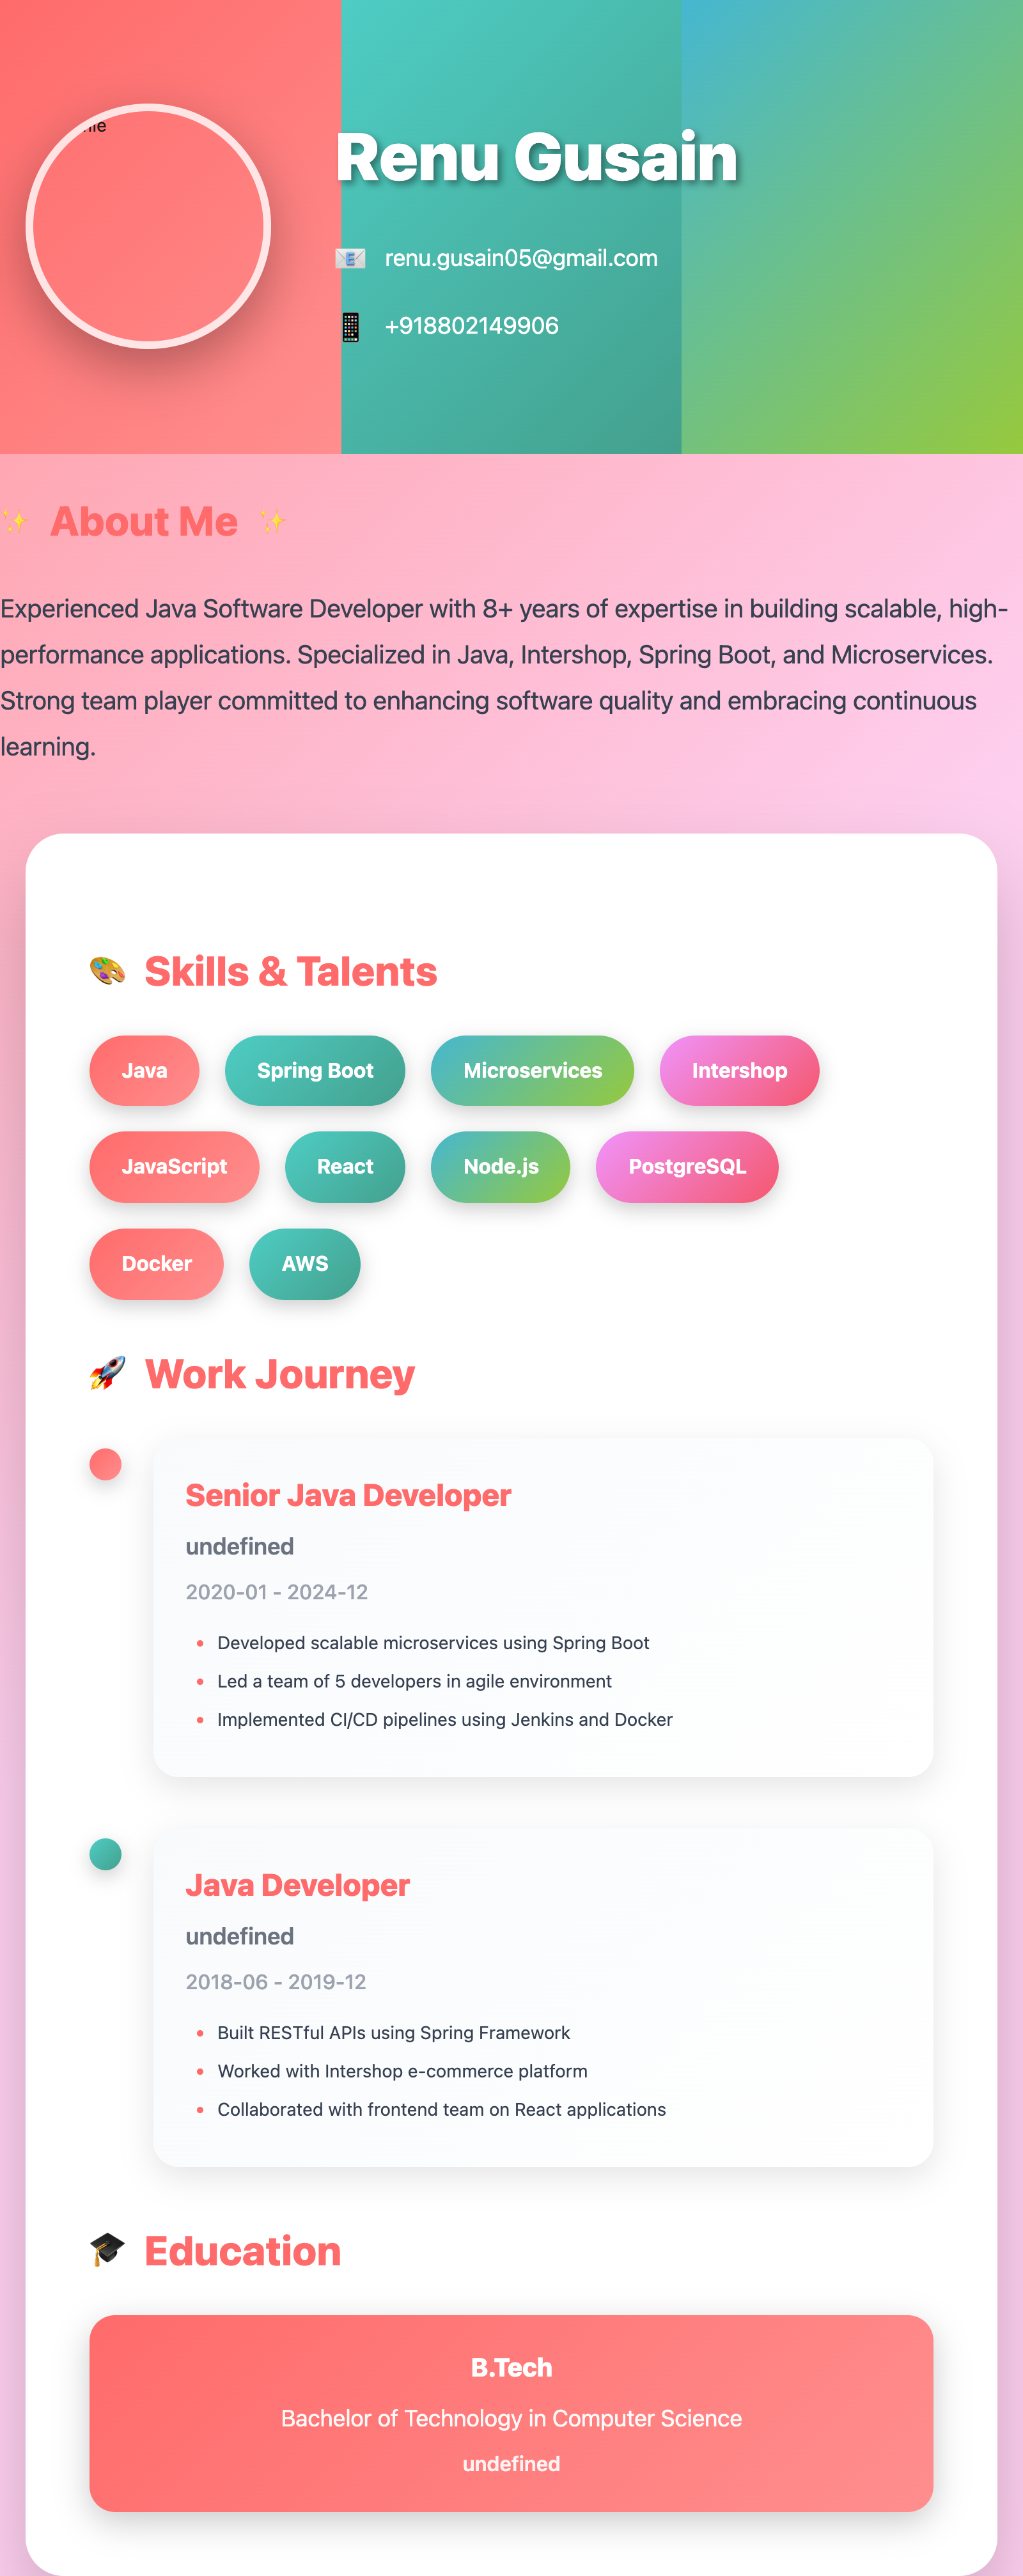 Renu Gusain
renu.gusain05@gmail.com
+918802149906
About Me
Experienced Java Software Developer with 8+ years of expertise in building scalable, high-
performance applications. Specialized in Java, Intershop, Spring Boot, and Microservices.
Strong team player committed to enhancing software quality and embracing continuous
learning.
Skills & Talents
Java Spring Boot Microservices Intershop
JavaScript React Node.js PostgreSQL
Docker AWS
Work Journey
Senior Java Developer
undefined
2020-01 - 2024-12
• Developed scalable microservices using Spring Boot
• Led a team of 5 developers in agile environment
• Implemented CI/CD pipelines using Jenkins and Docker
Java Developer
undefined
2018-06 - 2019-12
• Built RESTful APIs using Spring Framework
• Worked with Intershop e-commerce platform
• Collaborated with frontend team on React applications
Education
B.Tech
Bachelor of Technology in Computer Science
undefined